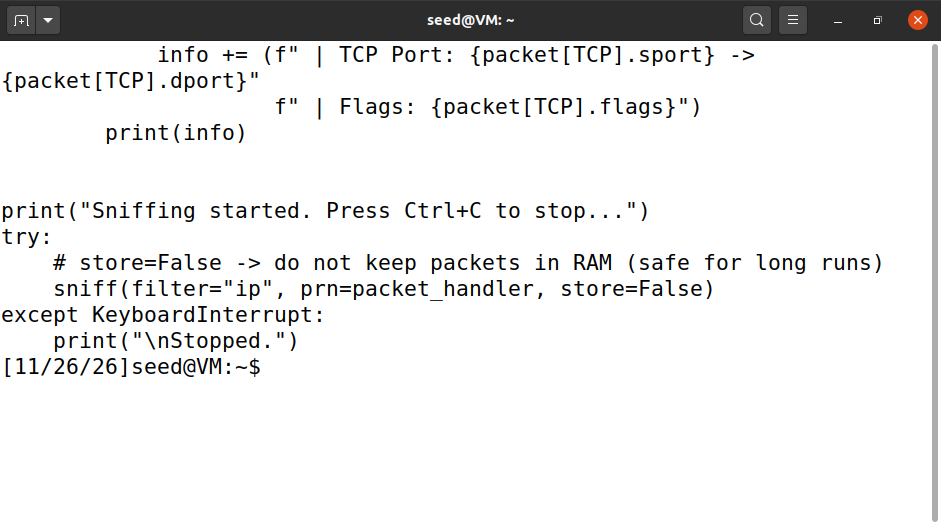 seed@VM: ~
            info += (f" | TCP Port: {packet[TCP].sport} ->
{packet[TCP].dport}"
                     f" | Flags: {packet[TCP].flags}")
        print(info)
print("Sniffing started. Press Ctrl+C to stop...")
try:
    # store=False -> do not keep packets in RAM (safe for long runs)
    sniff(filter="ip", prn=packet_handler, store=False)
except KeyboardInterrupt:
    print("\nStopped.")
[11/26/26]seed@VM:~$